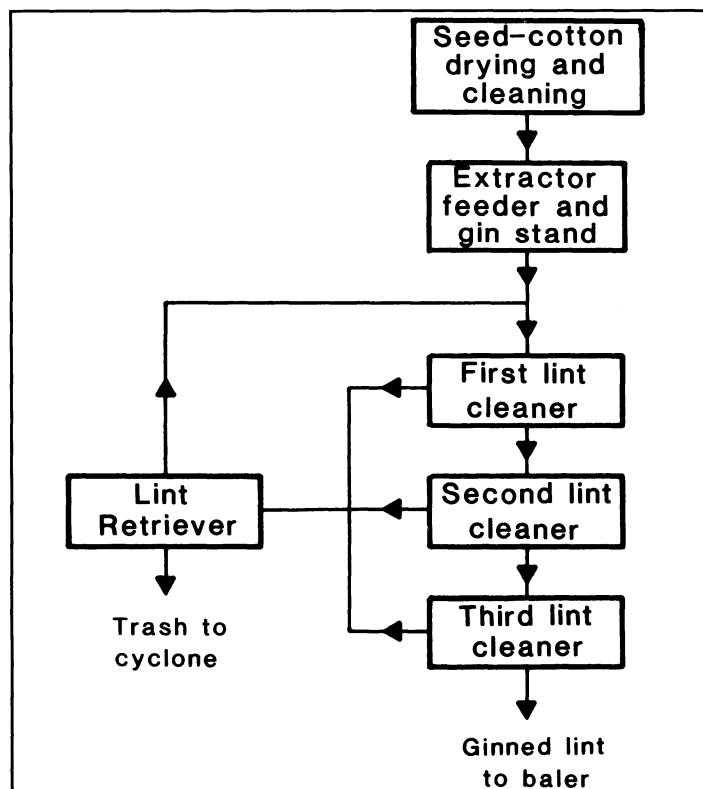 Seed-cotton
drying and
cleaning
Extractor
feeder and
gin stand
First lint
cleaner
Second lint
cleaner
Lint
Retriever
Third lint
cleaner
Trash to
cyclone
Ginned lint
to baler